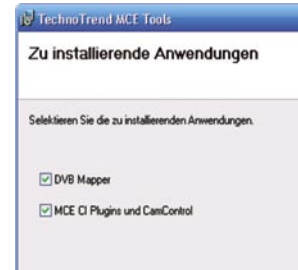 TechnoTrend MCE Tools
Zu installierende Anwendungen
Selektieren Sie die zu installierenden Anwendungen.
DVB Mapper
MCE CI Plugins und CamControl